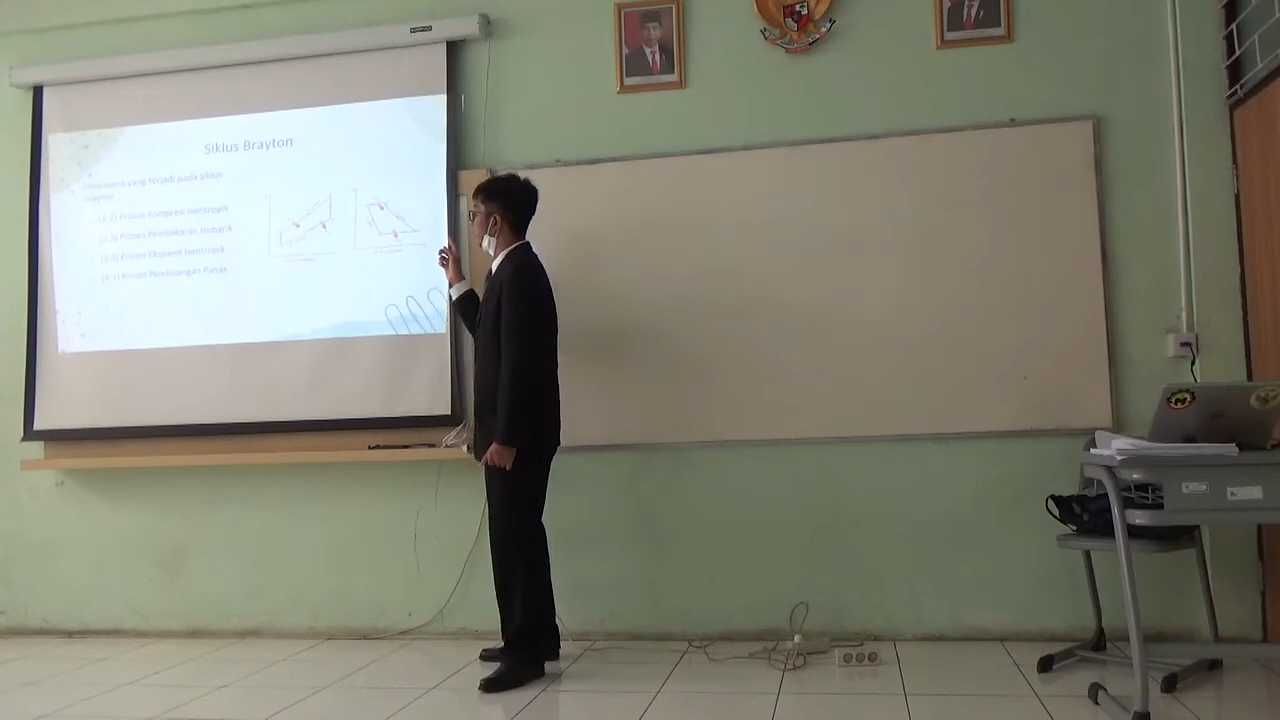 Siklus Brayton
Fenomena yang terjadi pada siklus
Brayton
(1-2) Proses Kompresi Isentropik
(2-3) Proses Pembakaran Isobarik
(3-4) Proses Ekspansi Isentropik
(4-1) Proses Pembuangan Panas